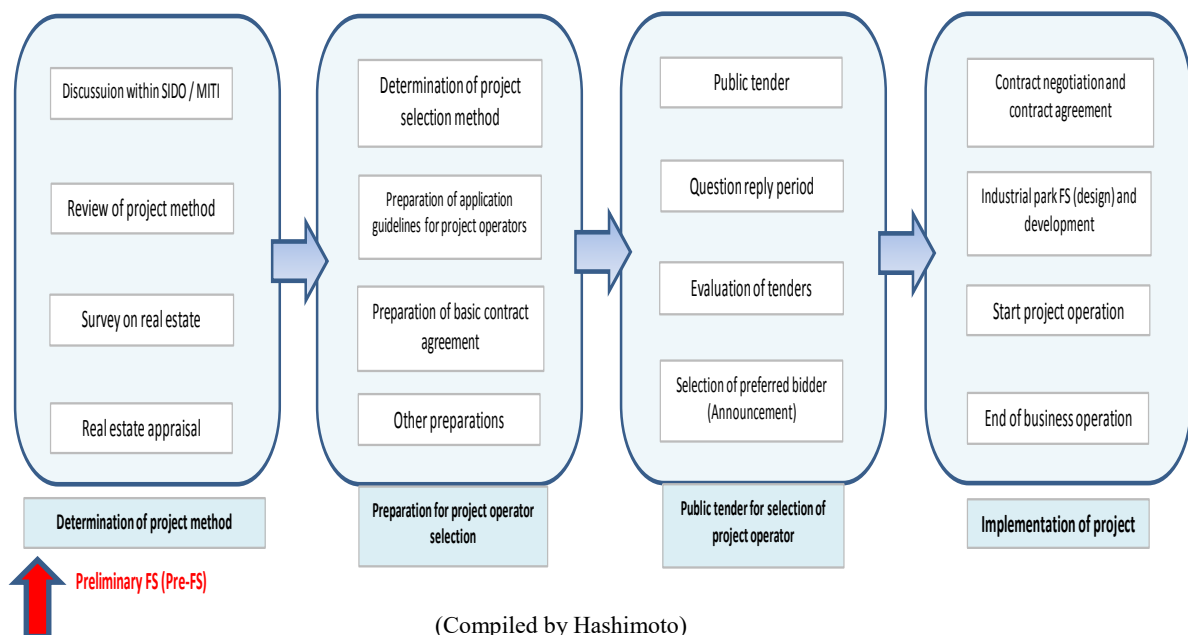 Discussuion within SIDO / MITI
Review of project method
Survey on real estate
Real estate appraisal
Determination of project method
Preliminary FS (Pre-FS)
Determination of project
selection method
Preparation of application
guidelines for project operators
Preparation of basic contract
agreement
Other preparations
Preparation for project operator
selection
Public tender
Question reply period
Evaluation of tenders
Selection of preferred bidder
(Announcement)
Public tender for selection of
project operator
Contract negotiation and
contract agreement
Industrial park FS (design) and
development
Start project operation
End of business operation
Implementation of project
(Compiled by Hashimoto)